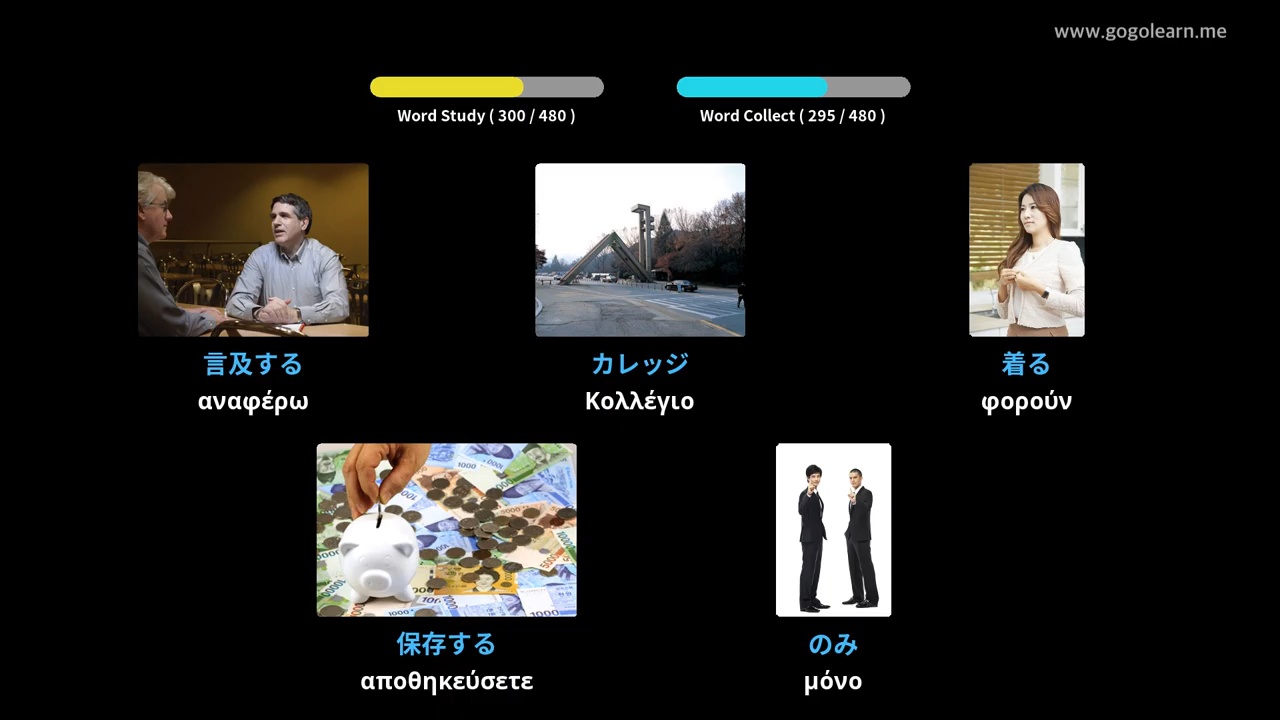 www.gogolearn.me
Word Study ( 300 / 480 )
Word Collect ( 295 / 480 )
言及する
αναφέρω
カレッジ
Κολλέγιο
着る
φορούν
保存する
αποθηκεύσετε
のみ
μόνο